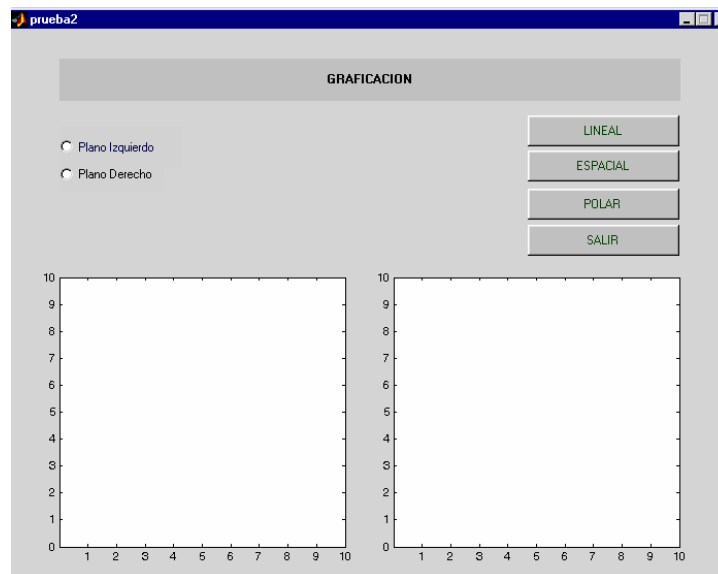 prueba2
GRAFICACION
Plano Izquierdo
Plano Derecho
LINEAL
ESPACIAL
POLAR
SALIR
10
9
8
7
6
5
4
3
2
1
0
1 2 3 4 5 6 7 8 9 10
10
9
8
7
6
5
4
3
2
1
0
1 2 3 4 5 6 7 8 9 10